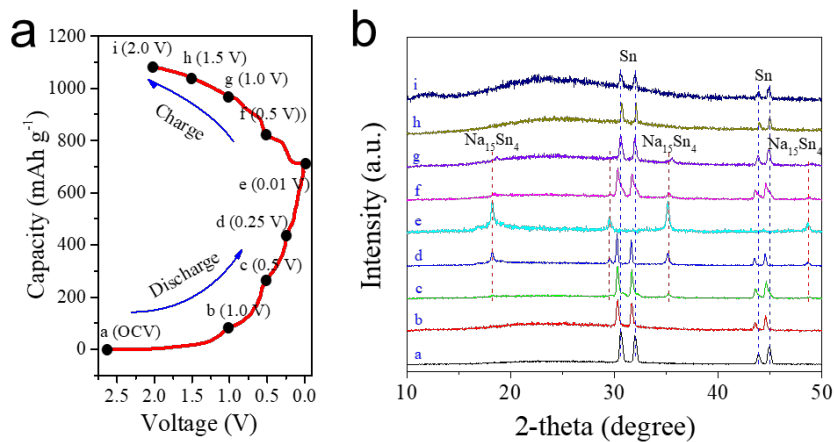 a
1200
1000
800
600
400
200
0
Capacity (mAh g⁻¹)
i (2.0 V)
h (1.5 V)
g (1.0 V)
f (0.5 V))
Charge
e (0.01 V)
d (0.25 V)
c (0.5 V)
Discharge
b (1.0 V)
a (OCV)
2.5 2.0 1.5 1.0 0.5 0.0
Voltage (V)
b
Intensity (a.u.)
Sn
Sn
i
h
Na₁₅Sn₄
Na₁₅Sn₄
Na₁₅Sn₄
g
f
e
d
c
b
a
10 20 30 40 50
2-theta (degree)